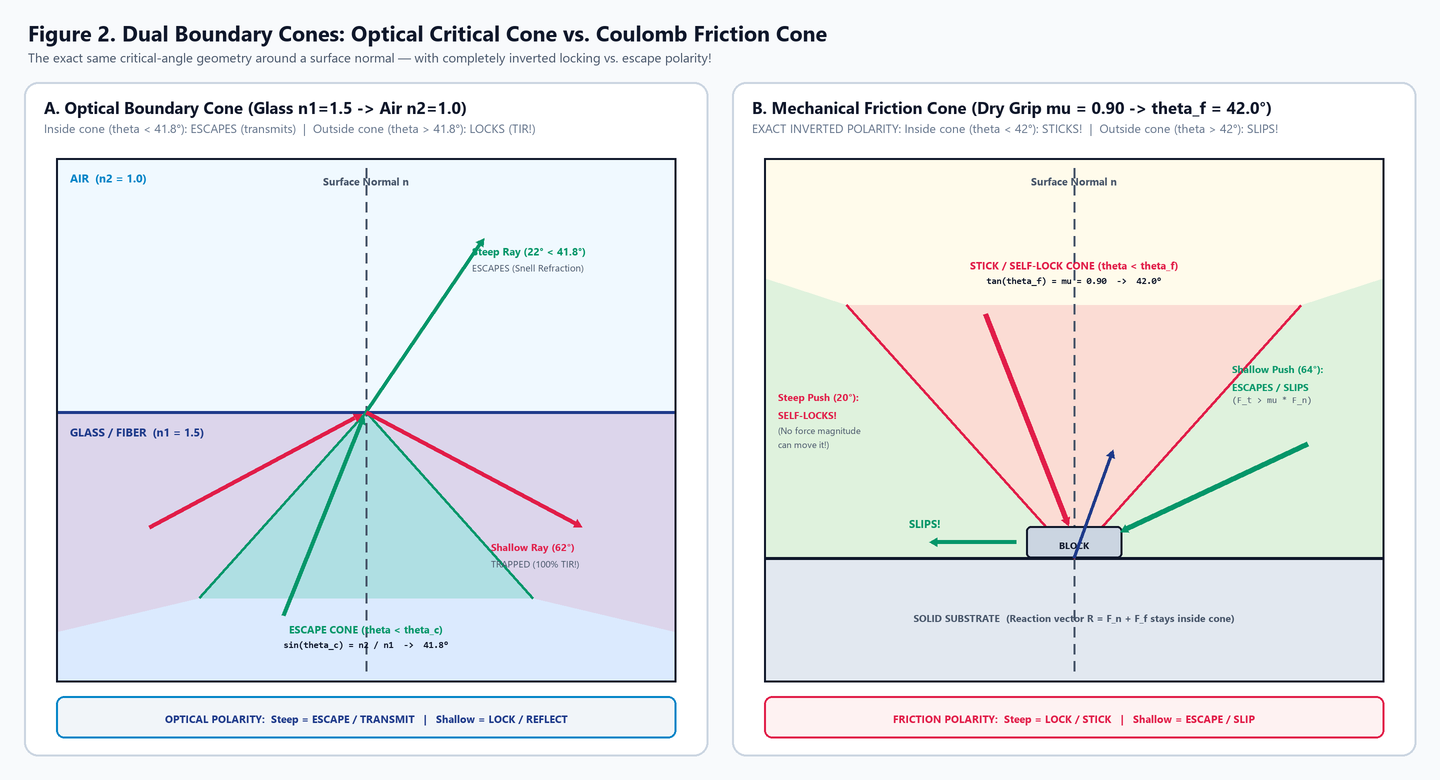 Figure 2. Dual Boundary Cones: Optical Critical Cone vs. Coulomb Friction Cone
The exact same critical-angle geometry around a surface normal — with completely inverted locking vs. escape polarity!
A. Optical Boundary Cone (Glass n1=1.5 -> Air n2=1.0)
Inside cone (theta < 41.8°): ESCAPES (transmits)  |  Outside cone (theta > 41.8°): LOCKS (TIR!)
AIR  (n2 = 1.0)
Surface Normal n
Steep Ray (22° < 41.8°)
ESCAPES (Snell Refraction)
GLASS / FIBER  (n1 = 1.5)
Shallow Ray (62°)
TRAPPED (100% TIR!)
ESCAPE CONE (theta < theta_c)
sin(theta_c) = n2 / n1  ->  41.8°
OPTICAL POLARITY:  Steep = ESCAPE / TRANSMIT   |   Shallow = LOCK / REFLECT
B. Mechanical Friction Cone (Dry Grip mu = 0.90 -> theta_f = 42.0°)
EXACT INVERTED POLARITY: Inside cone (theta < 42°): STICKS!  |  Outside cone (theta > 42°): SLIPS!
Surface Normal n
STICK / SELF-LOCK CONE (theta < theta_f)
tan(theta_f) = mu = 0.90  ->  42.0°
Shallow Push (64°):
ESCAPES / SLIPS
(F_t > mu * F_n)
Steep Push (20°):
SELF-LOCKS!
(No force magnitude
can move it!)
SLIPS!
BLOCK
SOLID SUBSTRATE  (Reaction vector R = F_n + F_f stays inside cone)
FRICTION POLARITY:  Steep = LOCK / STICK   |   Shallow = ESCAPE / SLIP